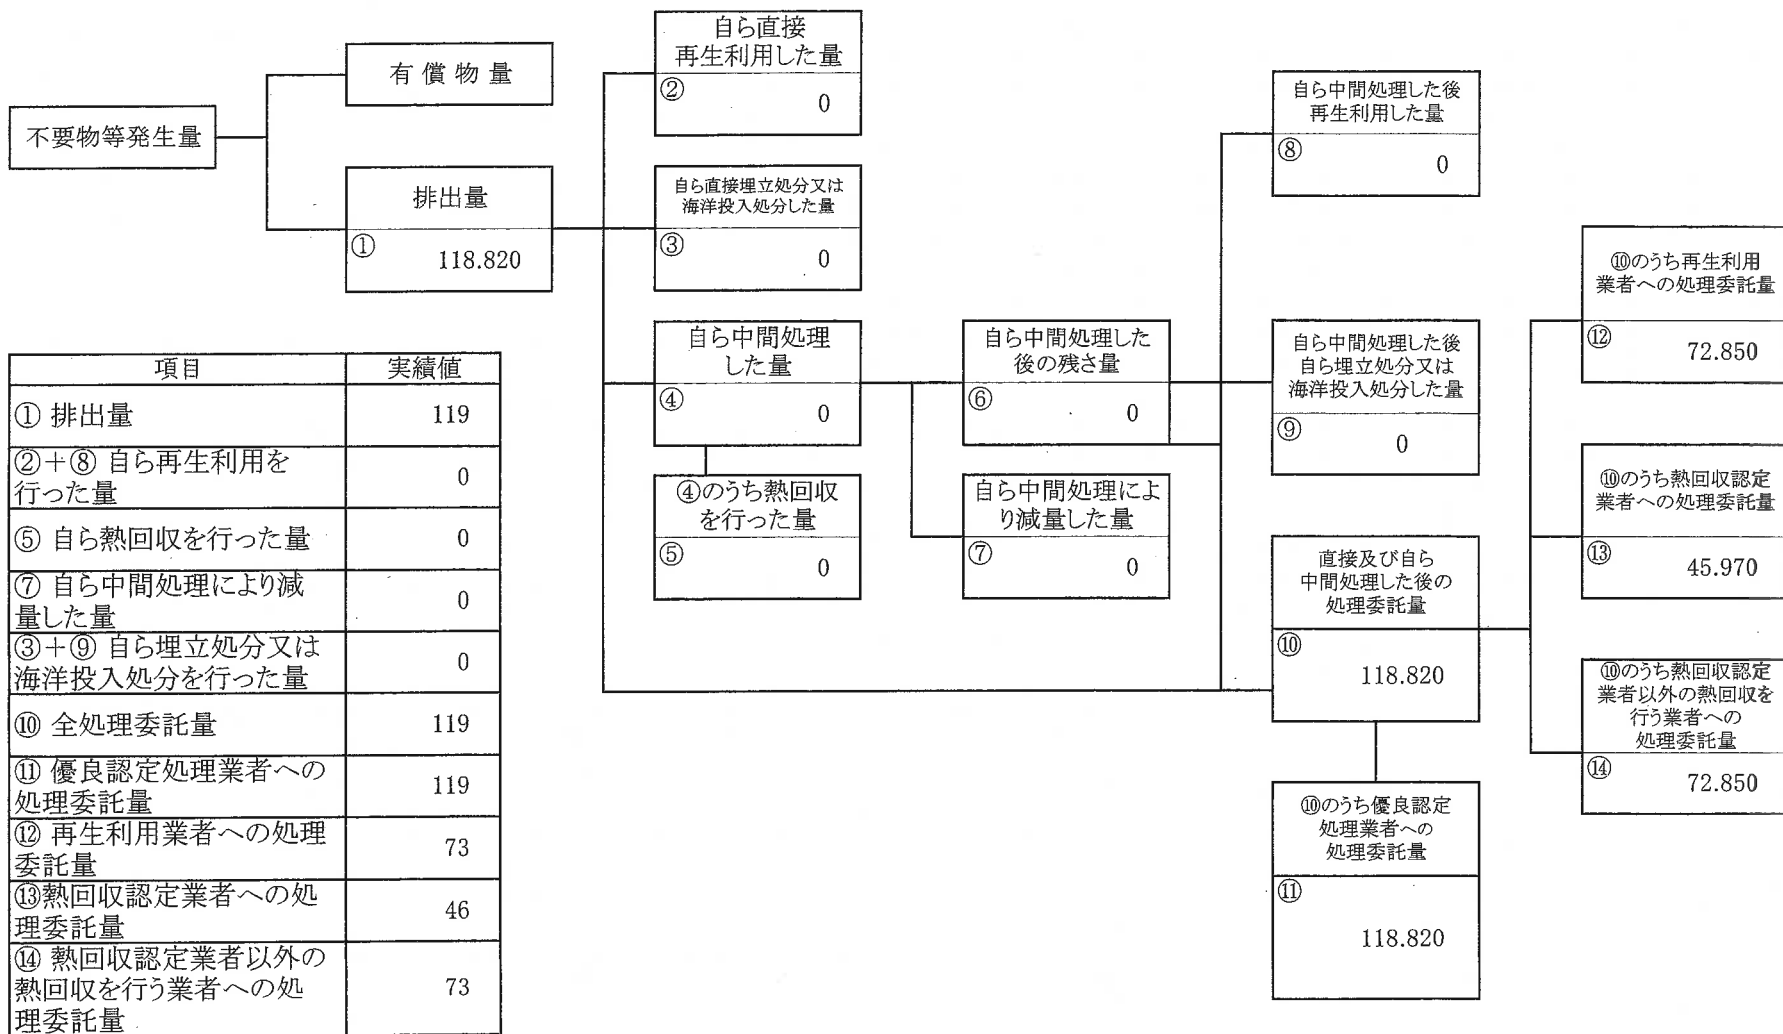 不要物等発生量
有償物量
排出量
①
118.820
自ら直接
再生利用した量
②
0
自ら直接埋立処分又は
海洋投入処分した量
③
0
自ら中間処理
した量
④
0
④のうち熱回収
を行った量
⑤
0
自ら中間処理した
後の残さ量
⑥
0
自ら中間処理によ
り減量した量
⑦
0
自ら中間処理した後
再生利用した量
⑧
0
自ら中間処理した後
自ら埋立処分又は
海洋投入処分した量
⑨
0
直接及び自ら
中間処理した後の
処理委託量
⑩
118.820
⑩のうち優良認定
処理業者への
処理委託量
⑪
118.820
⑩のうち再生利用
業者への処理委託量
⑫
72.850
⑩のうち熱回収認定
業者への処理委託量
⑬
45.970
⑩のうち熱回収認定
業者以外の熱回収を
行う業者への
処理委託量
⑭
72.850
項目 実績値
① 排出量 119
②+⑧ 自ら再生利用を
行った量 0
⑤ 自ら熱回収を行った量 0
⑦ 自ら中間処理により減
量した量 0
③+⑨ 自ら埋立処分又は
海洋投入処分を行った量 0
⑩ 全処理委託量 119
⑪ 優良認定処理業者への
処理委託量 119
⑫ 再生利用業者への処理
委託量 73
⑬熱回収認定業者への処
理委託量 46
⑭ 熱回収認定業者以外の
熱回収を行う業者への処
理委託量 73